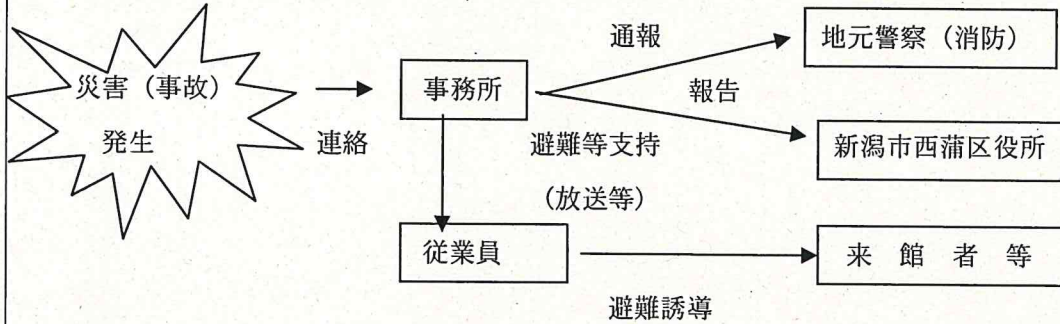 災害（事故）
発生
連絡
事務所
通報
報告
地元警察（消防）
新潟市西蒲区役所
避難等支持
（放送等）
従業員
来館者等
避難誘導